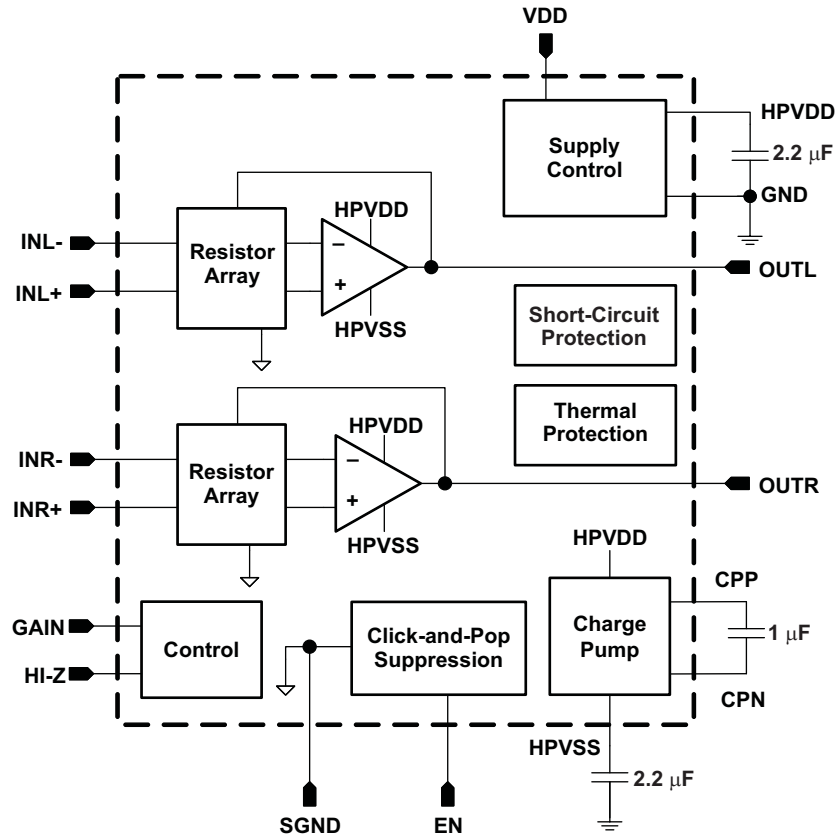 VDD
HPVDD
Supply
Control
2.2 μF
GND
HPVDD
INL-
Resistor
Array
−
+
INL+
OUTL
HPVSS
Short-Circuit
Protection
Thermal
Protection
HPVDD
INR-
Resistor
Array
−
+
INR+
OUTR
HPVSS
HPVDD
CPP
GAIN
Control
HI-Z
Click-and-Pop
Suppression
Charge
Pump
1 μF
CPN
HPVSS
2.2 μF
SGND
EN